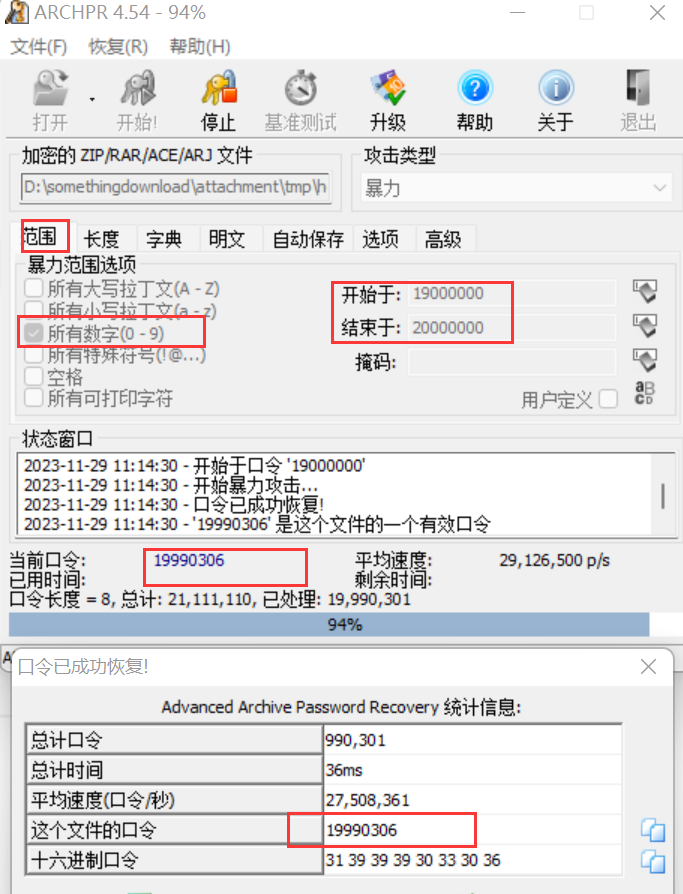 ARCHPR 4.54 - 94%
文件(F) 恢复(R) 帮助(H)
打开 开始! 停止 基准测试 升级 帮助 关于 退出
加密的 ZIP/RAR/ACE/ARJ 文件 攻击类型
D:\somethingdownload\attachment\tmp\h 暴力
范围 长度 字典 明文 自动保存 选项 高级
暴力范围选项
所有大写拉丁文(A - Z) 开始于: 19000000
所有小写拉丁文(a - z)
所有数字(0 - 9) 结束于: 20000000
所有特殊符号(!@...) 掩码:
空格
所有可打印字符 用户定义
状态窗口
2023-11-29 11:14:30 - 开始于口令 '19000000'
2023-11-29 11:14:30 - 开始暴力攻击...
2023-11-29 11:14:30 - 口令已成功恢复!
2023-11-29 11:14:30 - '19990306' 是这个文件的一个有效口令
当前口令: 19990306 平均速度: 29,126,500 p/s
已用时间: 剩余时间:
口令长度 = 8, 总计: 21,111,110, 已处理: 19,990,301
94%
口令已成功恢复!
Advanced Archive Password Recovery 统计信息:
总计口令 990,301
总计时间 36ms
平均速度(口令/秒) 27,508,361
这个文件的口令 19990306
十六进制口令 31 39 39 39 30 33 30 36